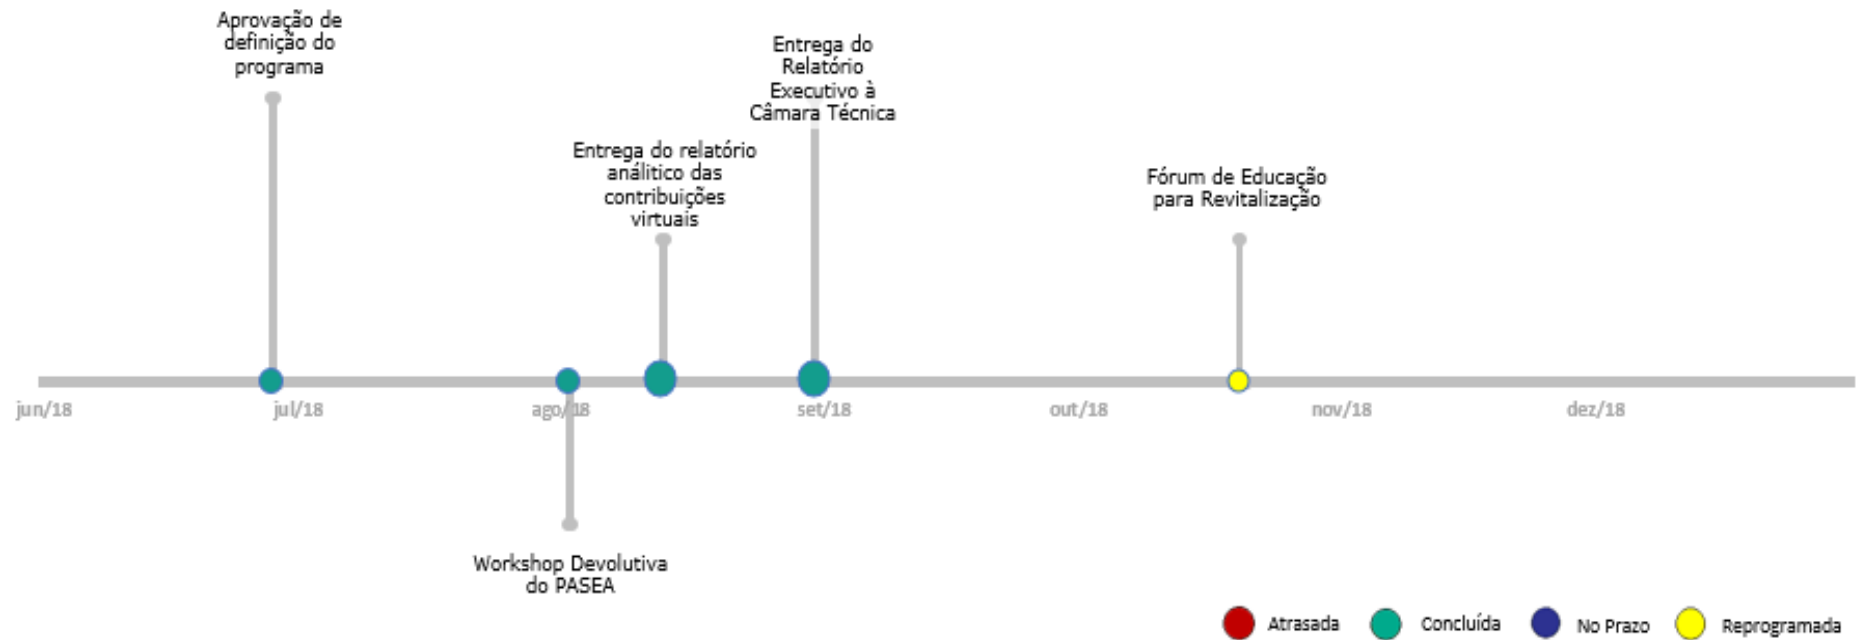 Aprovação de
definição do
programa
Entrega do
Relatório
Executivo à
Câmara Técnica
Entrega do relatório
análitico das
contribuições
virtuais
Fórum de Educação
para Revitalização
jun/18
jul/18
ago/18
set/18
out/18
nov/18
dez/18
Workshop Devolutiva
do PASEA
Atrasada
Concluída
No Prazo
Reprogramada